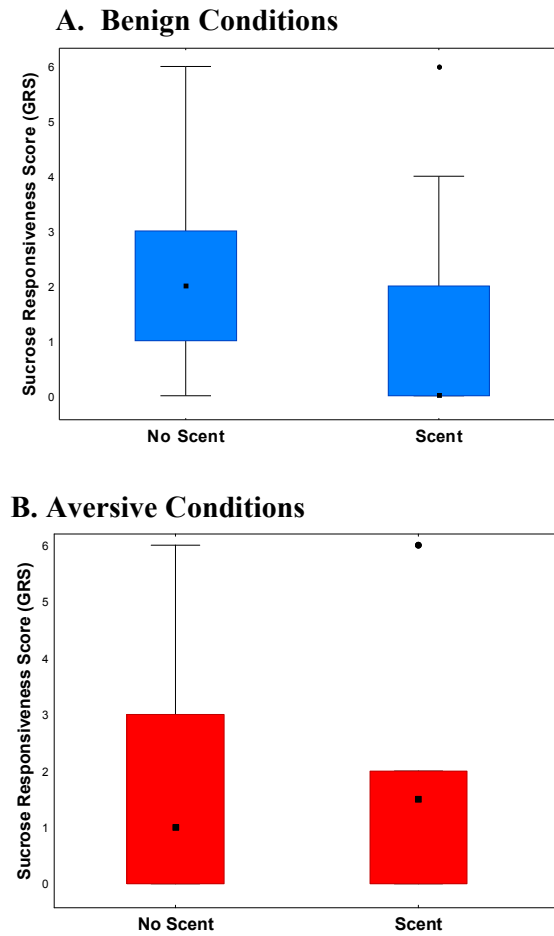 A. Benign Conditions
Sucrose Responsiveness Score (GRS)
6
5
4
3
2
1
0
No Scent Scent
B. Aversive Conditions
Sucrose Responsiveness Score (GRS)
6
5
4
3
2
1
0
No Scent Scent